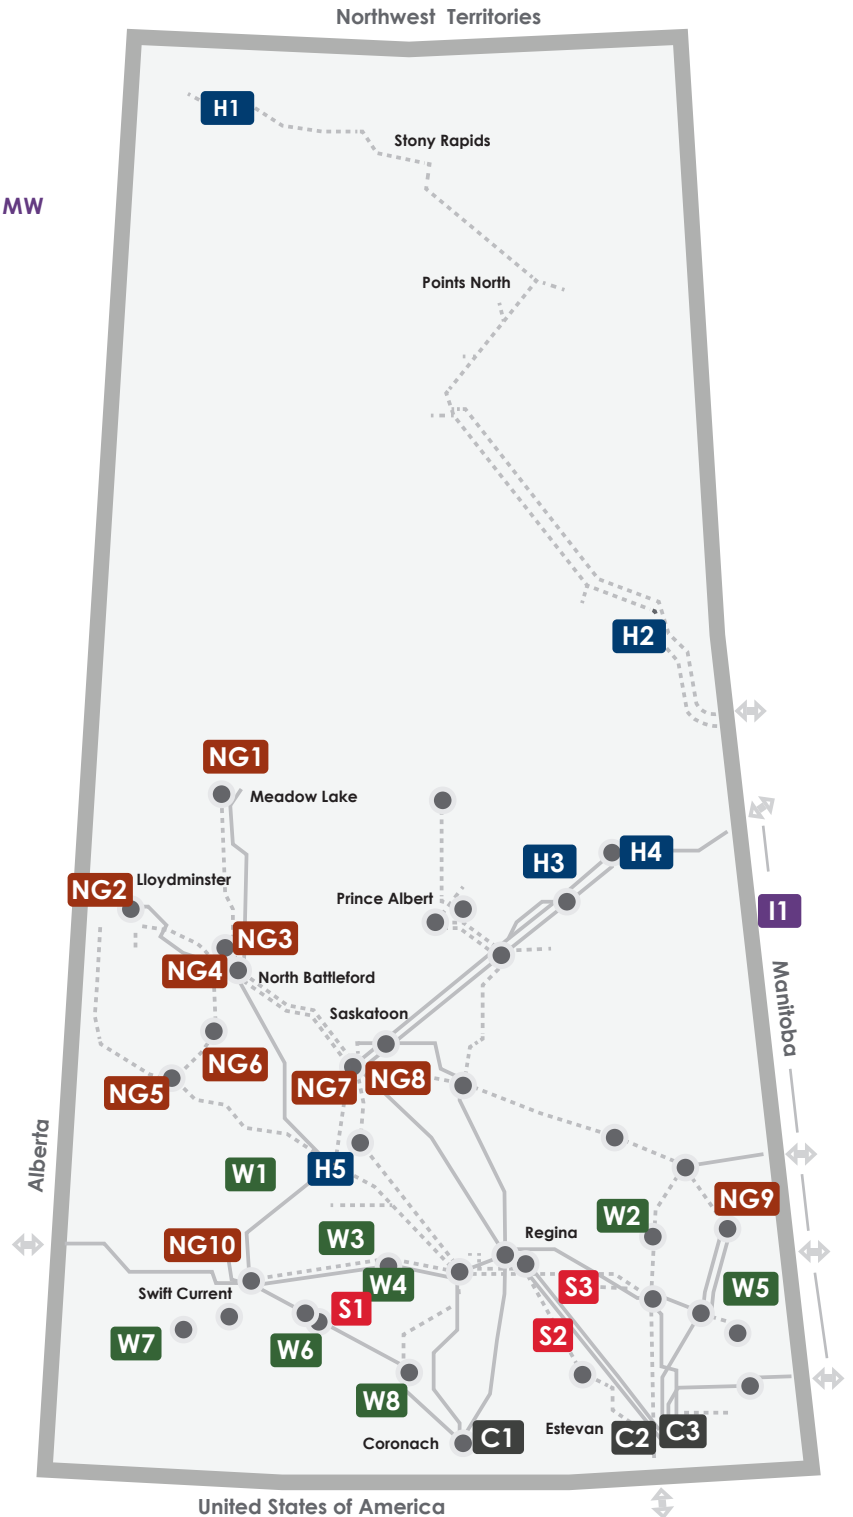 Northwest Territories
H1
Stony Rapids
MW
Points North
H2
NG1
Meadow Lake
H3
H4
Lloydminster
NG2
Prince Albert
I1
NG3
NG4
North Battleford
Manitoba
Saskatoon
NG6
NG7
NG8
NG5
Alberta
W1
H5
NG9
W2
Regina
W3
NG10
W4
S3
W5
Swift Current
S1
S2
W7
W6
W8
Estevan
C1
C2
C3
Coronach
United States of America